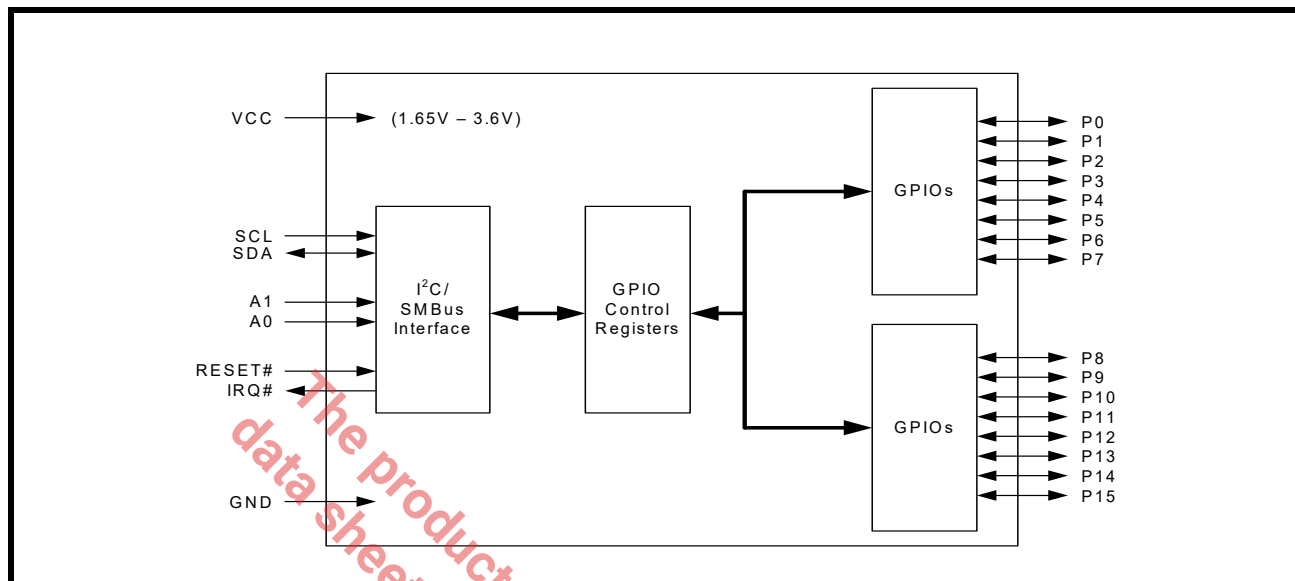 VCC
(1.65V – 3.6V)
SCL
SDA
A1
A0
RESET#
IRQ#
GND
I²C/
SMBus
Interface
GPIO
Control
Registers
GPIOs
P0
P1
P2
P3
P4
P5
P6
P7
GPIOs
P8
P9
P10
P11
P12
P13
P14
P15
The product
data sheet